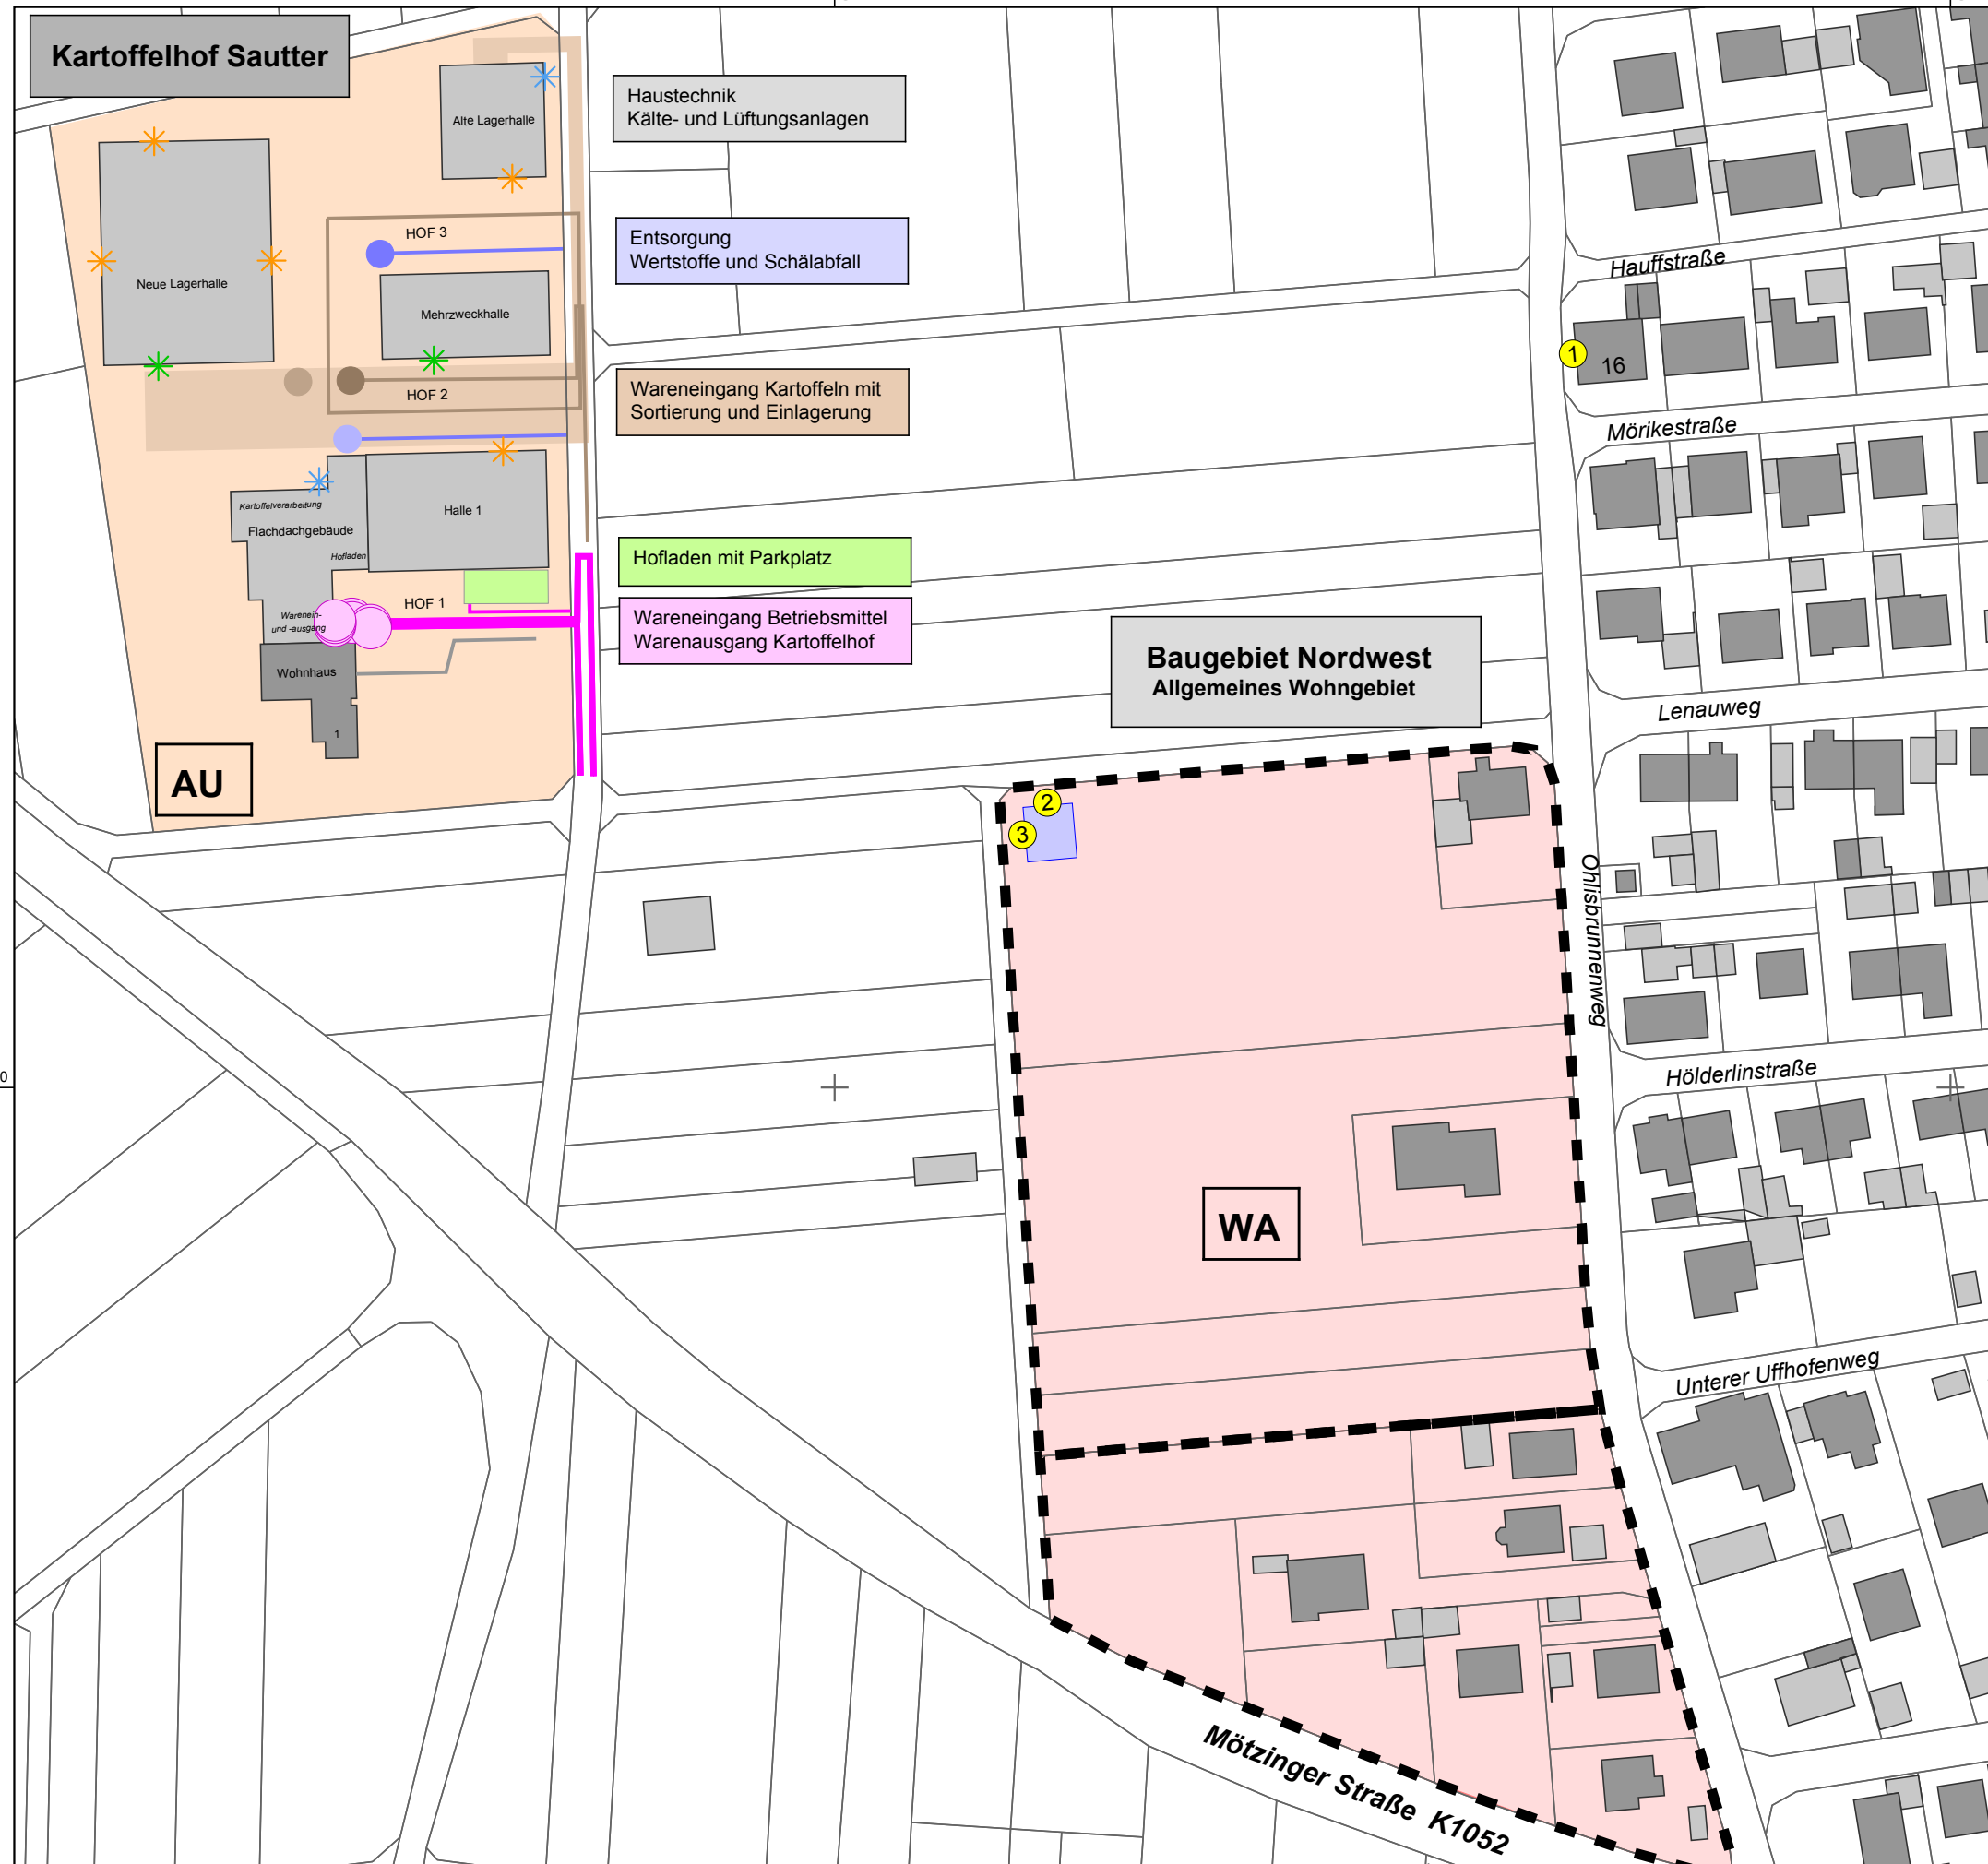 Kartoffelhof Sautter
Haustechnik
Kälte- und Lüftungsanlagen
Alte Lagerhalle
Entsorgung
Wertstoffe und Schälabfall
HOF 3
Neue Lagerhalle
Mehrzweckhalle
Hauffstraße
1
16
Wareneingang Kartoffeln mit
Sortierung und Einlagerung
HOF 2
Mörikestraße
Kartoffelverarbeitung
Flachdachgebäude
Halle 1
Hofladen
Hofladen mit Parkplatz
HOF 1
Warenein-
und -ausgang
Wareneingang Betriebsmittel
Warenausgang Kartoffelhof
Wohnhaus
1
Baugebiet Nordwest
Allgemeines Wohngebiet
Lenauweg
AU
2
3
Ohlisbrunnenweg
0
Hölderlinstraße
WA
Unterer Uffhofenweg
Mötzinger Straße K1052